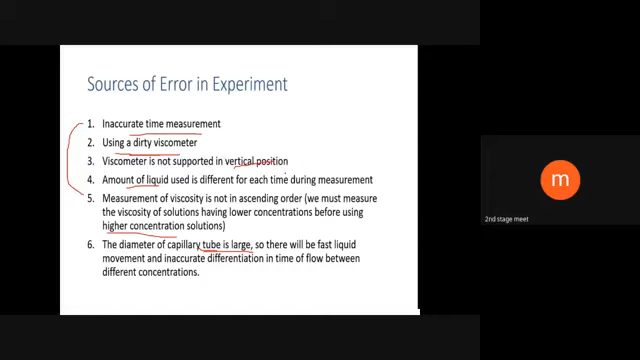 Sources of Error in Experiment
1. Inaccurate time measurement
2. Using a dirty viscometer
3. Viscometer is not supported in vertical position
4. Amount of liquid used is different for each time during measurement
5. Measurement of viscosity is not in ascending order (we must measure
the viscosity of solutions having lower concentrations before using
higher concentration solutions)
6. The diameter of capillary tube is large, so there will be fast liquid
movement and inaccurate differentiation in time of flow between
different concentrations.
m
2nd stage meet